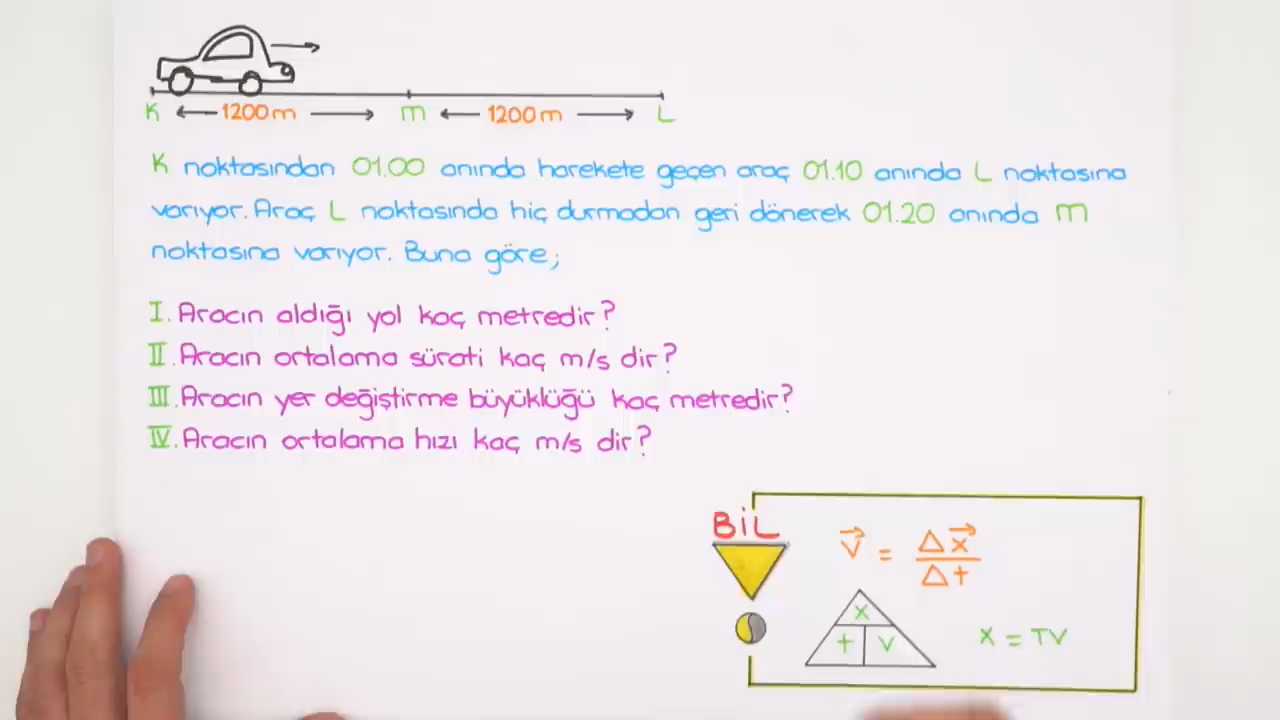 K 1200m m 1200m L
K noktasından 01.00 anında harekete geçen araç 01.10 anında L noktasına
varıyor. Araç L noktasında hiç durmadan geri dönerek 01.20 anında m
noktasına varıyor. Buna göre;
I. Aracın aldığı yol kaç metredir?
II. Aracın ortalama sürati kaç m/s dir?
III. Aracın yer değiştirme büyüklüğü kaç metredir?
IV. Aracın ortalama hızı kaç m/s dir?
BİL
V = Δx
Δt
x
t v
x = TV